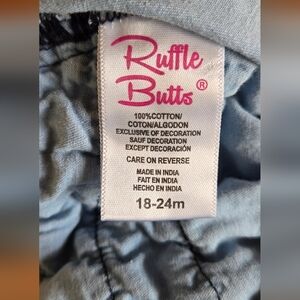 Ruffle
Butts®
100%COTTON/
COTON/ALGODON
EXCLUSIVE OF DECORATION
SAUF DECORATION
EXCEPT DECORACIÓN
CARE ON REVERSE
MADE IN INDIA
FAIT EN INDIA
HECHO EN INDIA
18-24m